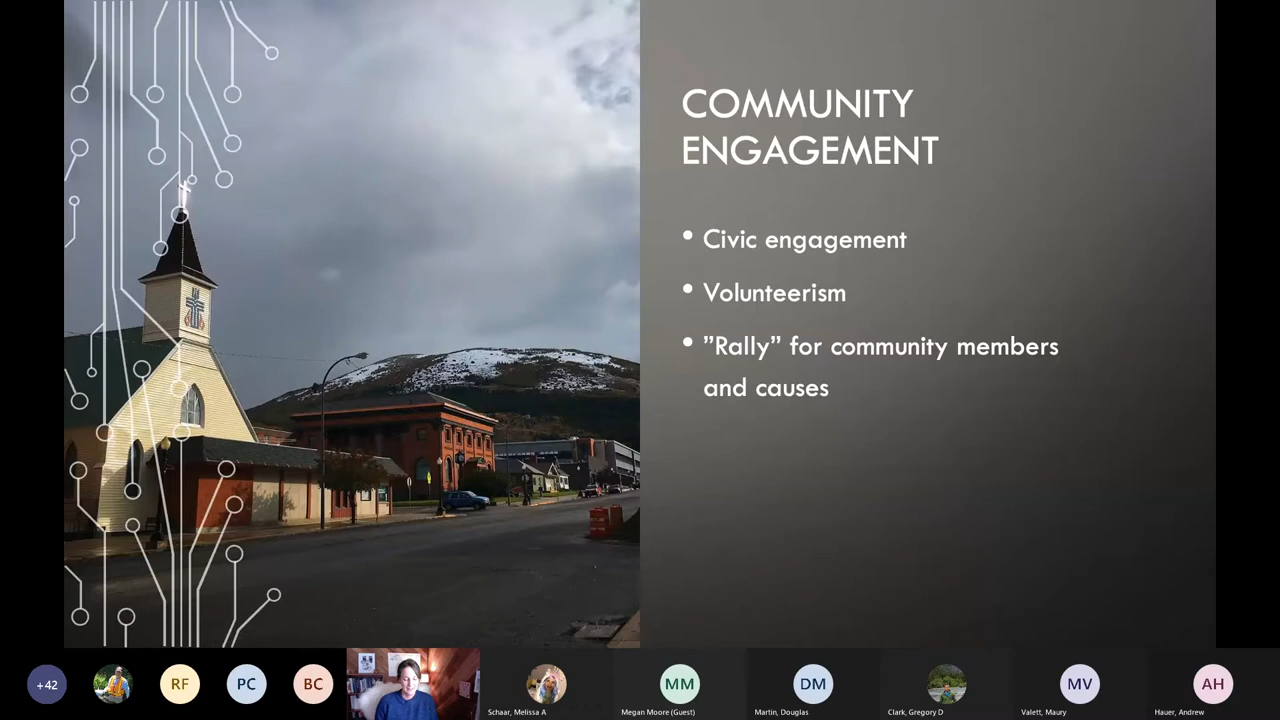 COMMUNITY
ENGAGEMENT
• Civic engagement
• Volunteerism
• ”Rally” for community members
and causes
+42
RF
PC
BC
Schaar, Melissa A
MM
Megan Moore (Guest)
DM
Martin, Douglas
Clark, Gregory D
MV
Valett, Maury
AH
Hauer, Andrew